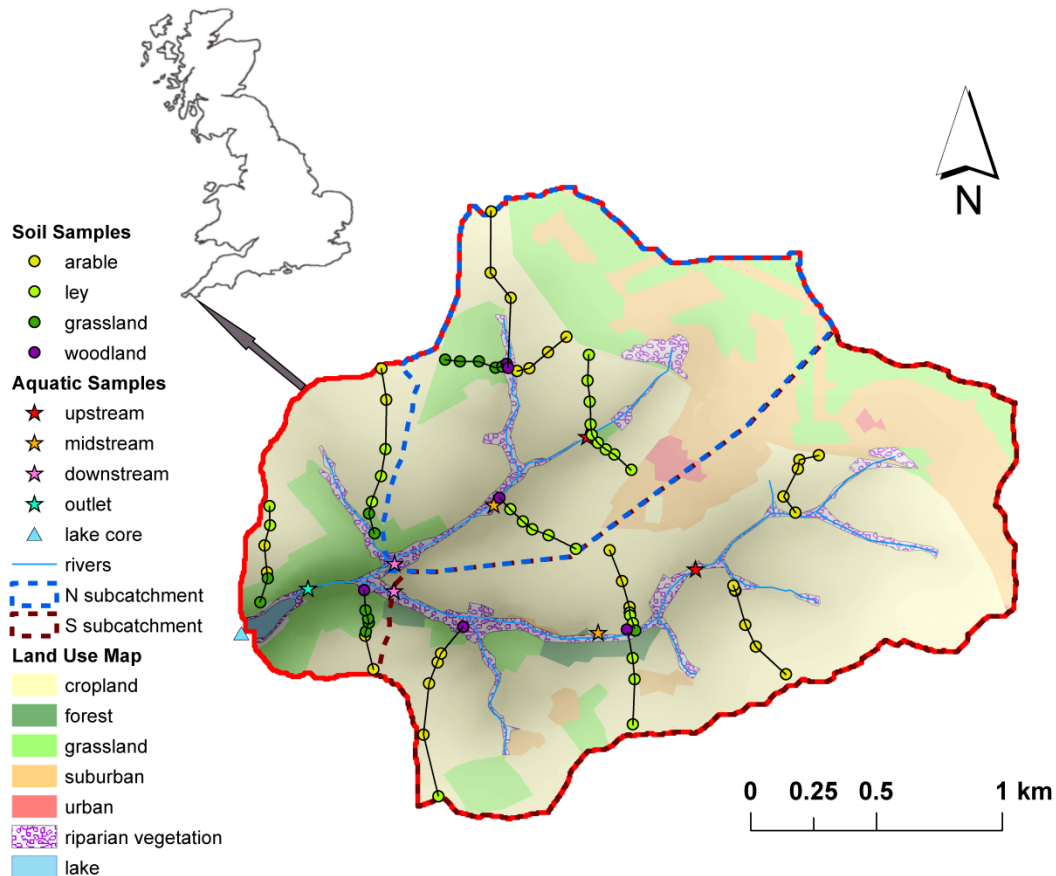 N
Soil Samples
arable
ley
grassland
woodland
Aquatic Samples
upstream
midstream
downstream
outlet
lake core
rivers
N subcatchment
S subcatchment
Land Use Map
cropland
forest
grassland
suburban
urban
riparian vegetation
lake
0 0.25 0.5 1 km